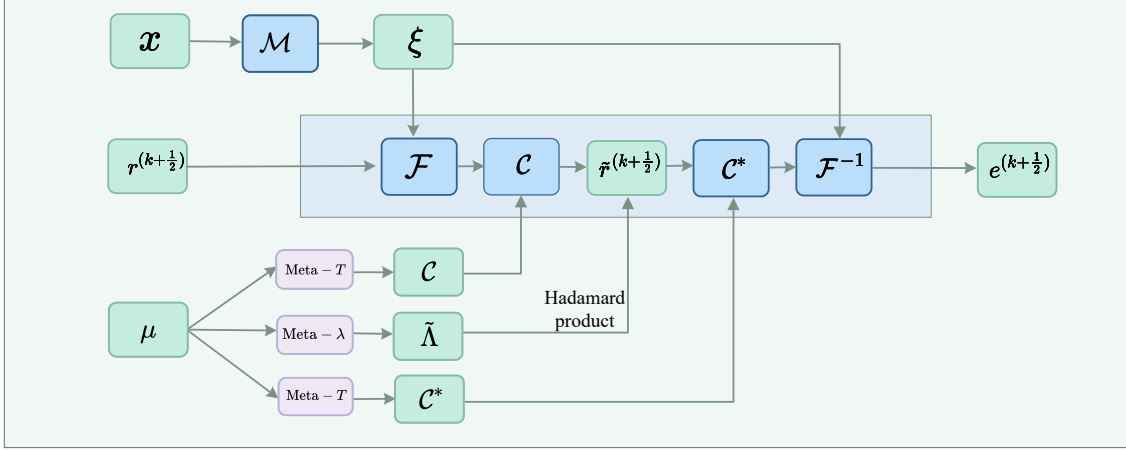 x
ℳ
ξ
r^(k+1/2)
ℱ
𝒞
r̃^(k+1/2)
𝒞*
ℱ⁻¹
e^(k+1/2)
Meta − T
𝒞
μ
Meta − λ
Λ̃
Hadamard
product
Meta − T
𝒞*